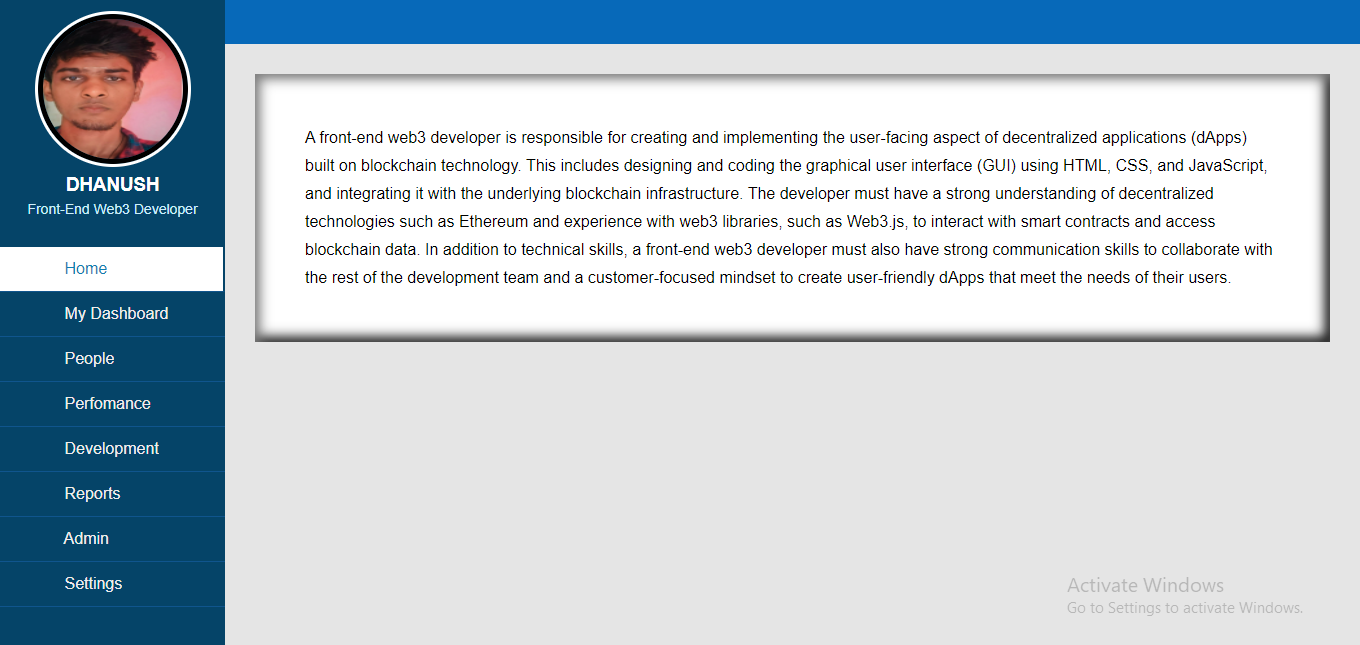 DHANUSH
Front-End Web3 Developer
Home
My Dashboard
People
Perfomance
Development
Reports
Admin
Settings
A front-end web3 developer is responsible for creating and implementing the user-facing aspect of decentralized applications (dApps)
built on blockchain technology. This includes designing and coding the graphical user interface (GUI) using HTML, CSS, and JavaScript,
and integrating it with the underlying blockchain infrastructure. The developer must have a strong understanding of decentralized
technologies such as Ethereum and experience with web3 libraries, such as Web3.js, to interact with smart contracts and access
blockchain data. In addition to technical skills, a front-end web3 developer must also have strong communication skills to collaborate with
the rest of the development team and a customer-focused mindset to create user-friendly dApps that meet the needs of their users.
Activate Windows
Go to Settings to activate Windows.